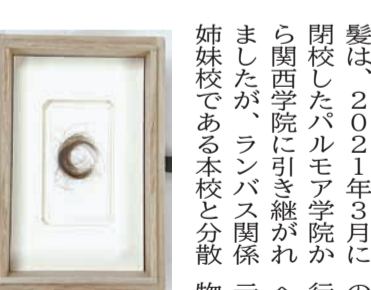 髪は、２０２１年３月に
閉校したパルモア学院か
ら関西学院に引き継がれ
ましたが、ランバス関係
姉妹校である本校と分散
の